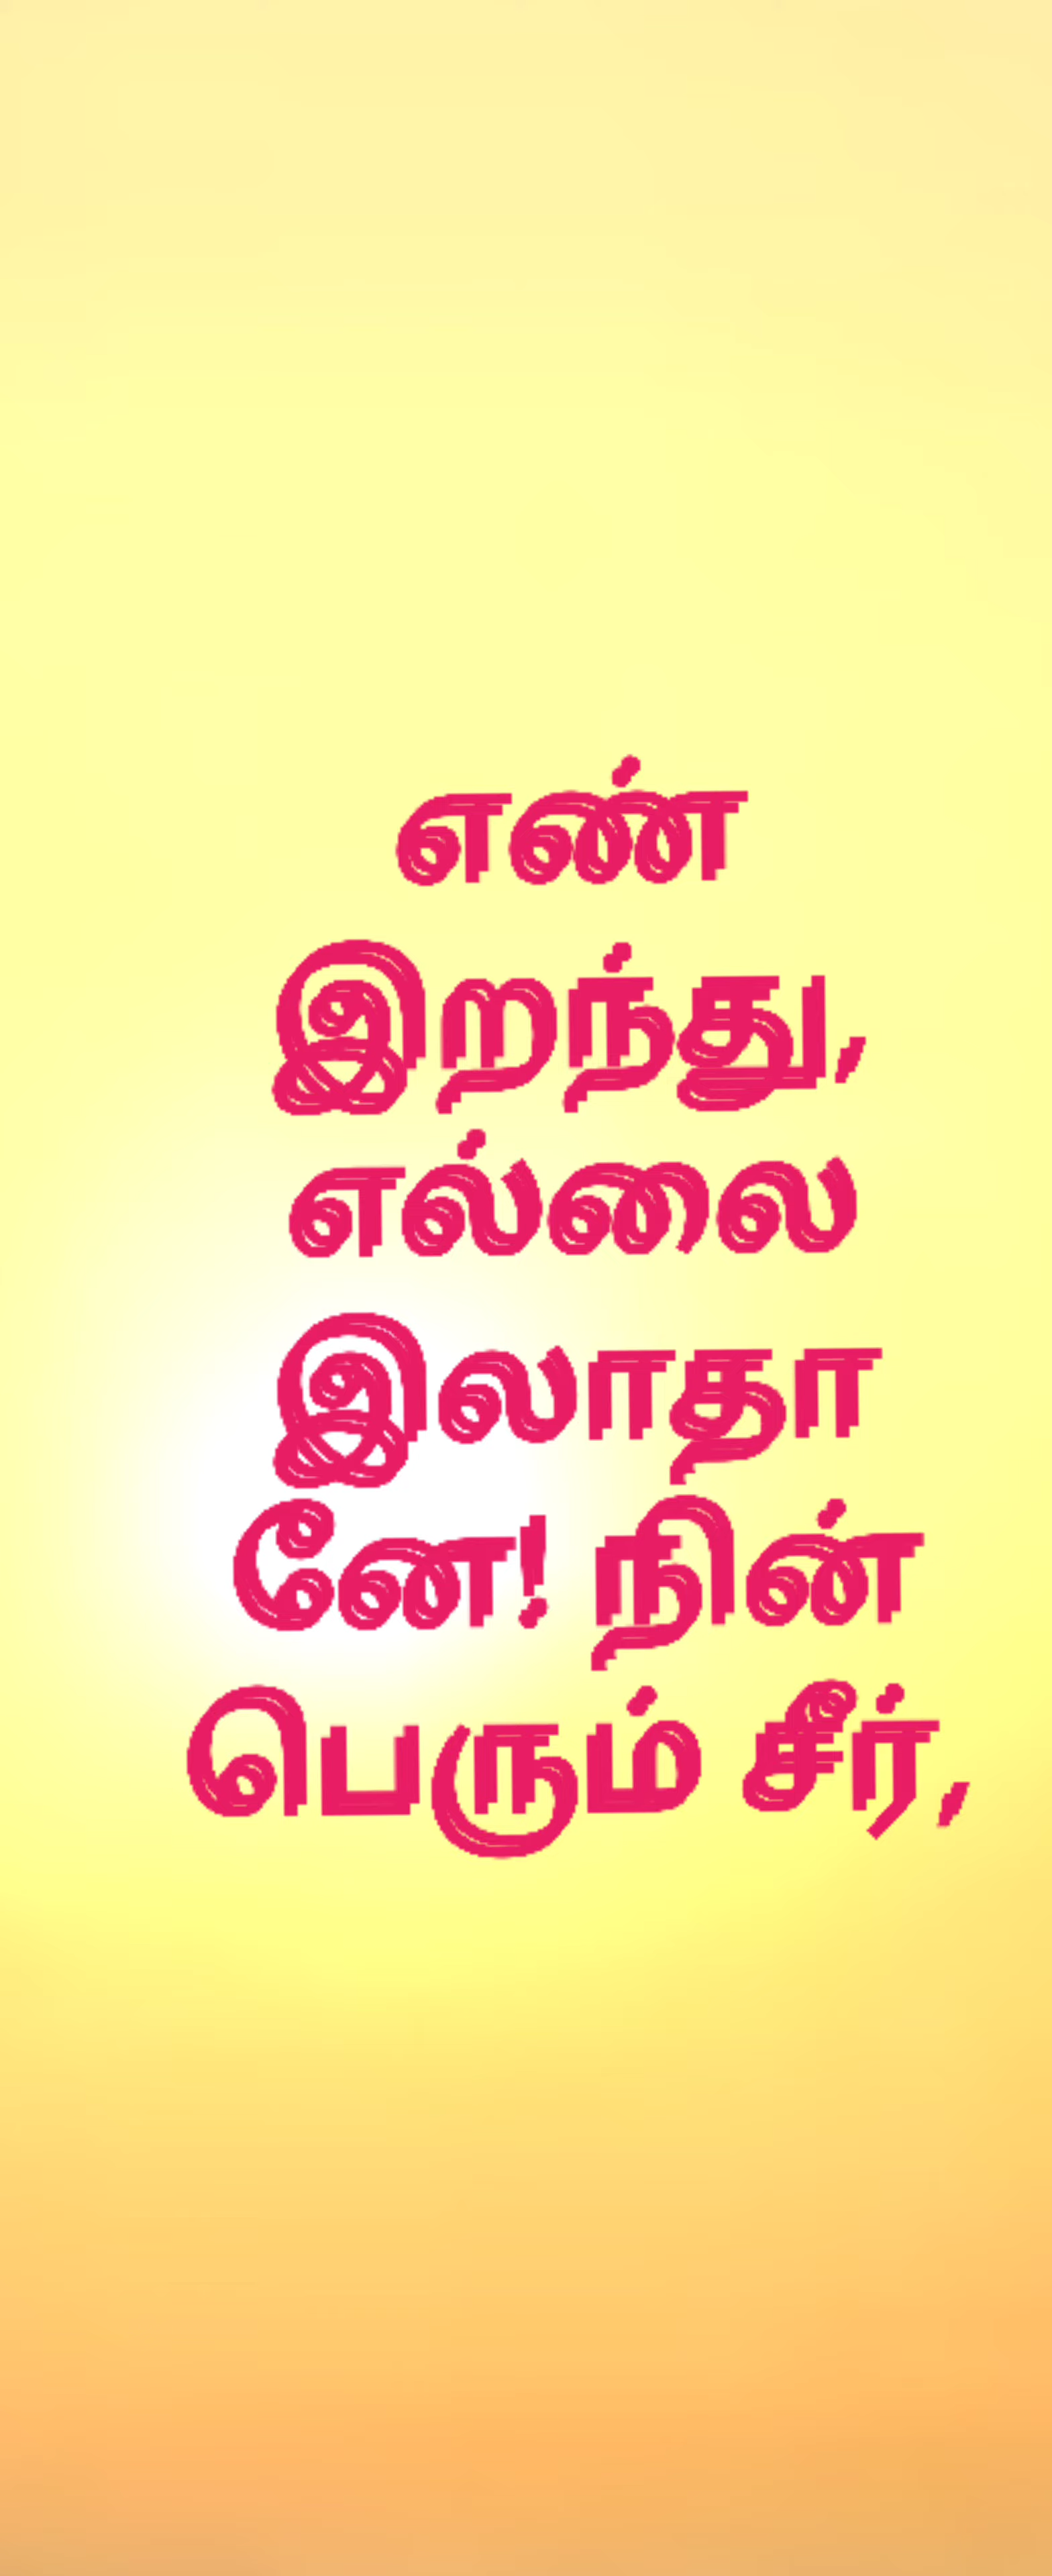 எண்
இறந்து,
எல்லை
இலாதா
னே! நின்
பெரும் சீர்,